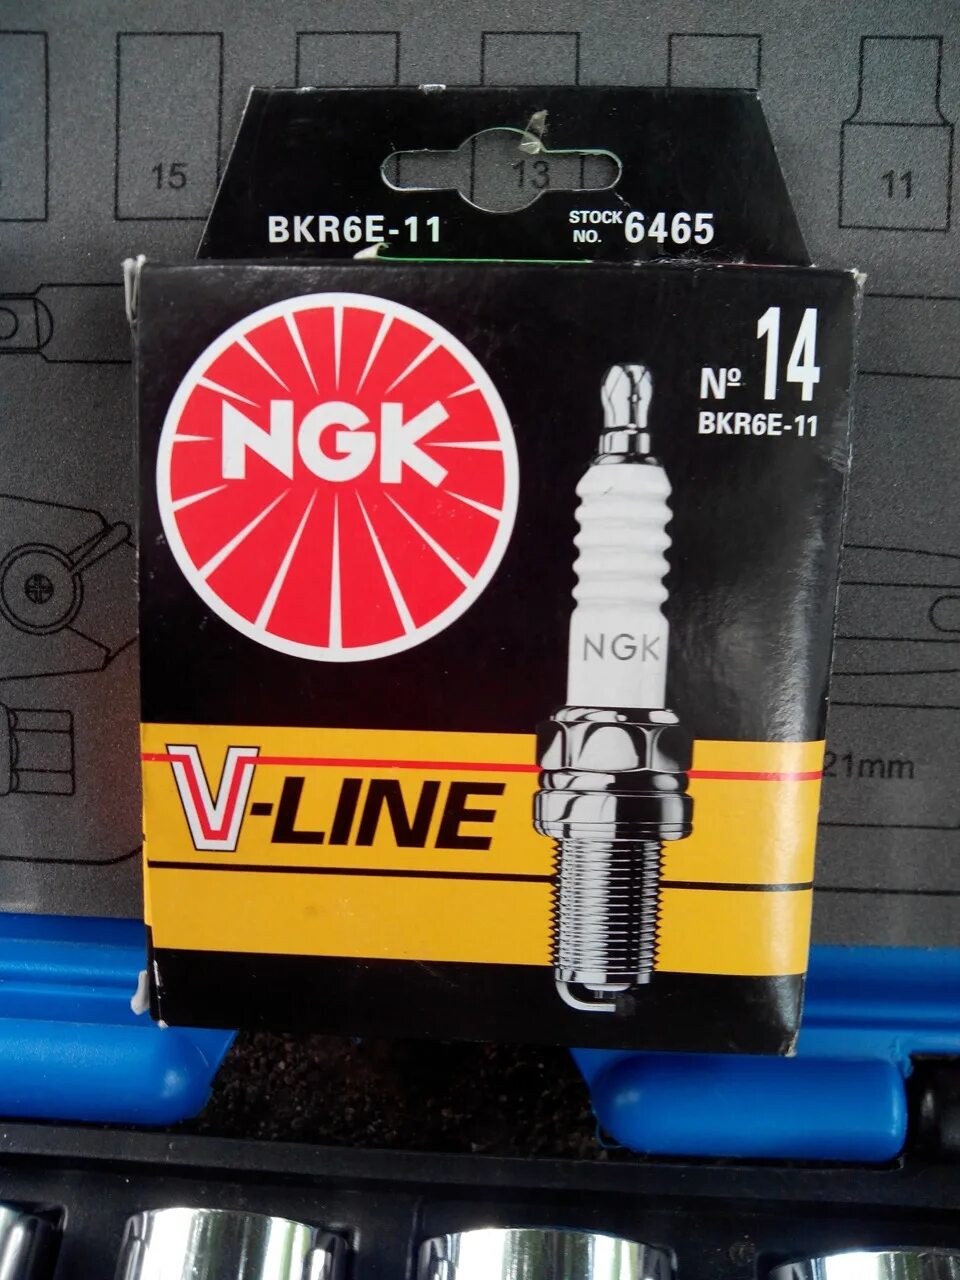 15
13
11
BKR6E-11
STOCK NO. 6465
NGK
Nº 14
BKR6E-11
NGK
V-LINE
21mm